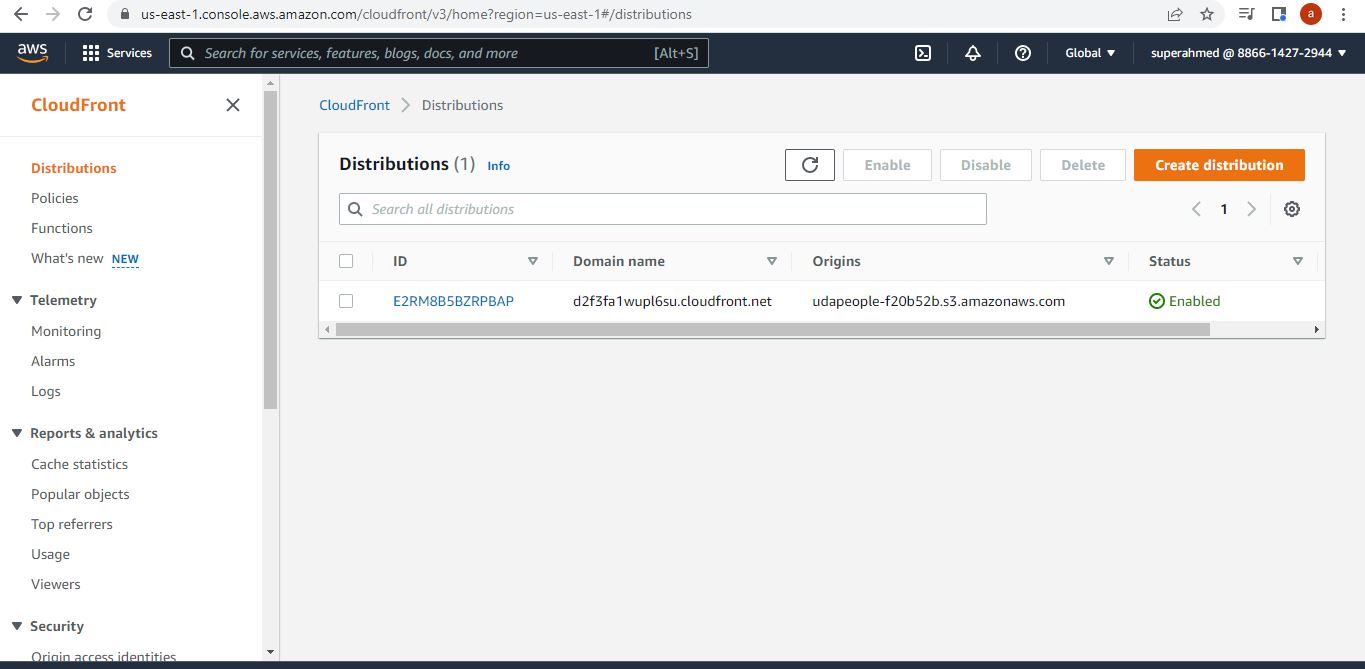 us-east-1.console.aws.amazon.com/cloudfront/v3/home?region=us-east-1#/distributions
a
aws
Services
Search for services, features, blogs, docs, and more [Alt+S]
Global
superahmed @ 8866-1427-2944
CloudFront
Distributions
Policies
Functions
What's new NEW
Telemetry
Monitoring
Alarms
Logs
Reports & analytics
Cache statistics
Popular objects
Top referrers
Usage
Viewers
Security
Origin access identities
CloudFront > Distributions
Distributions (1) Info
Enable
Disable
Delete
Create distribution
Search all distributions
1
ID Domain name Origins Status
E2RM8B5BZRPBAP d2f3fa1wupl6su.cloudfront.net udapeople-f20b52b.s3.amazonaws.com Enabled